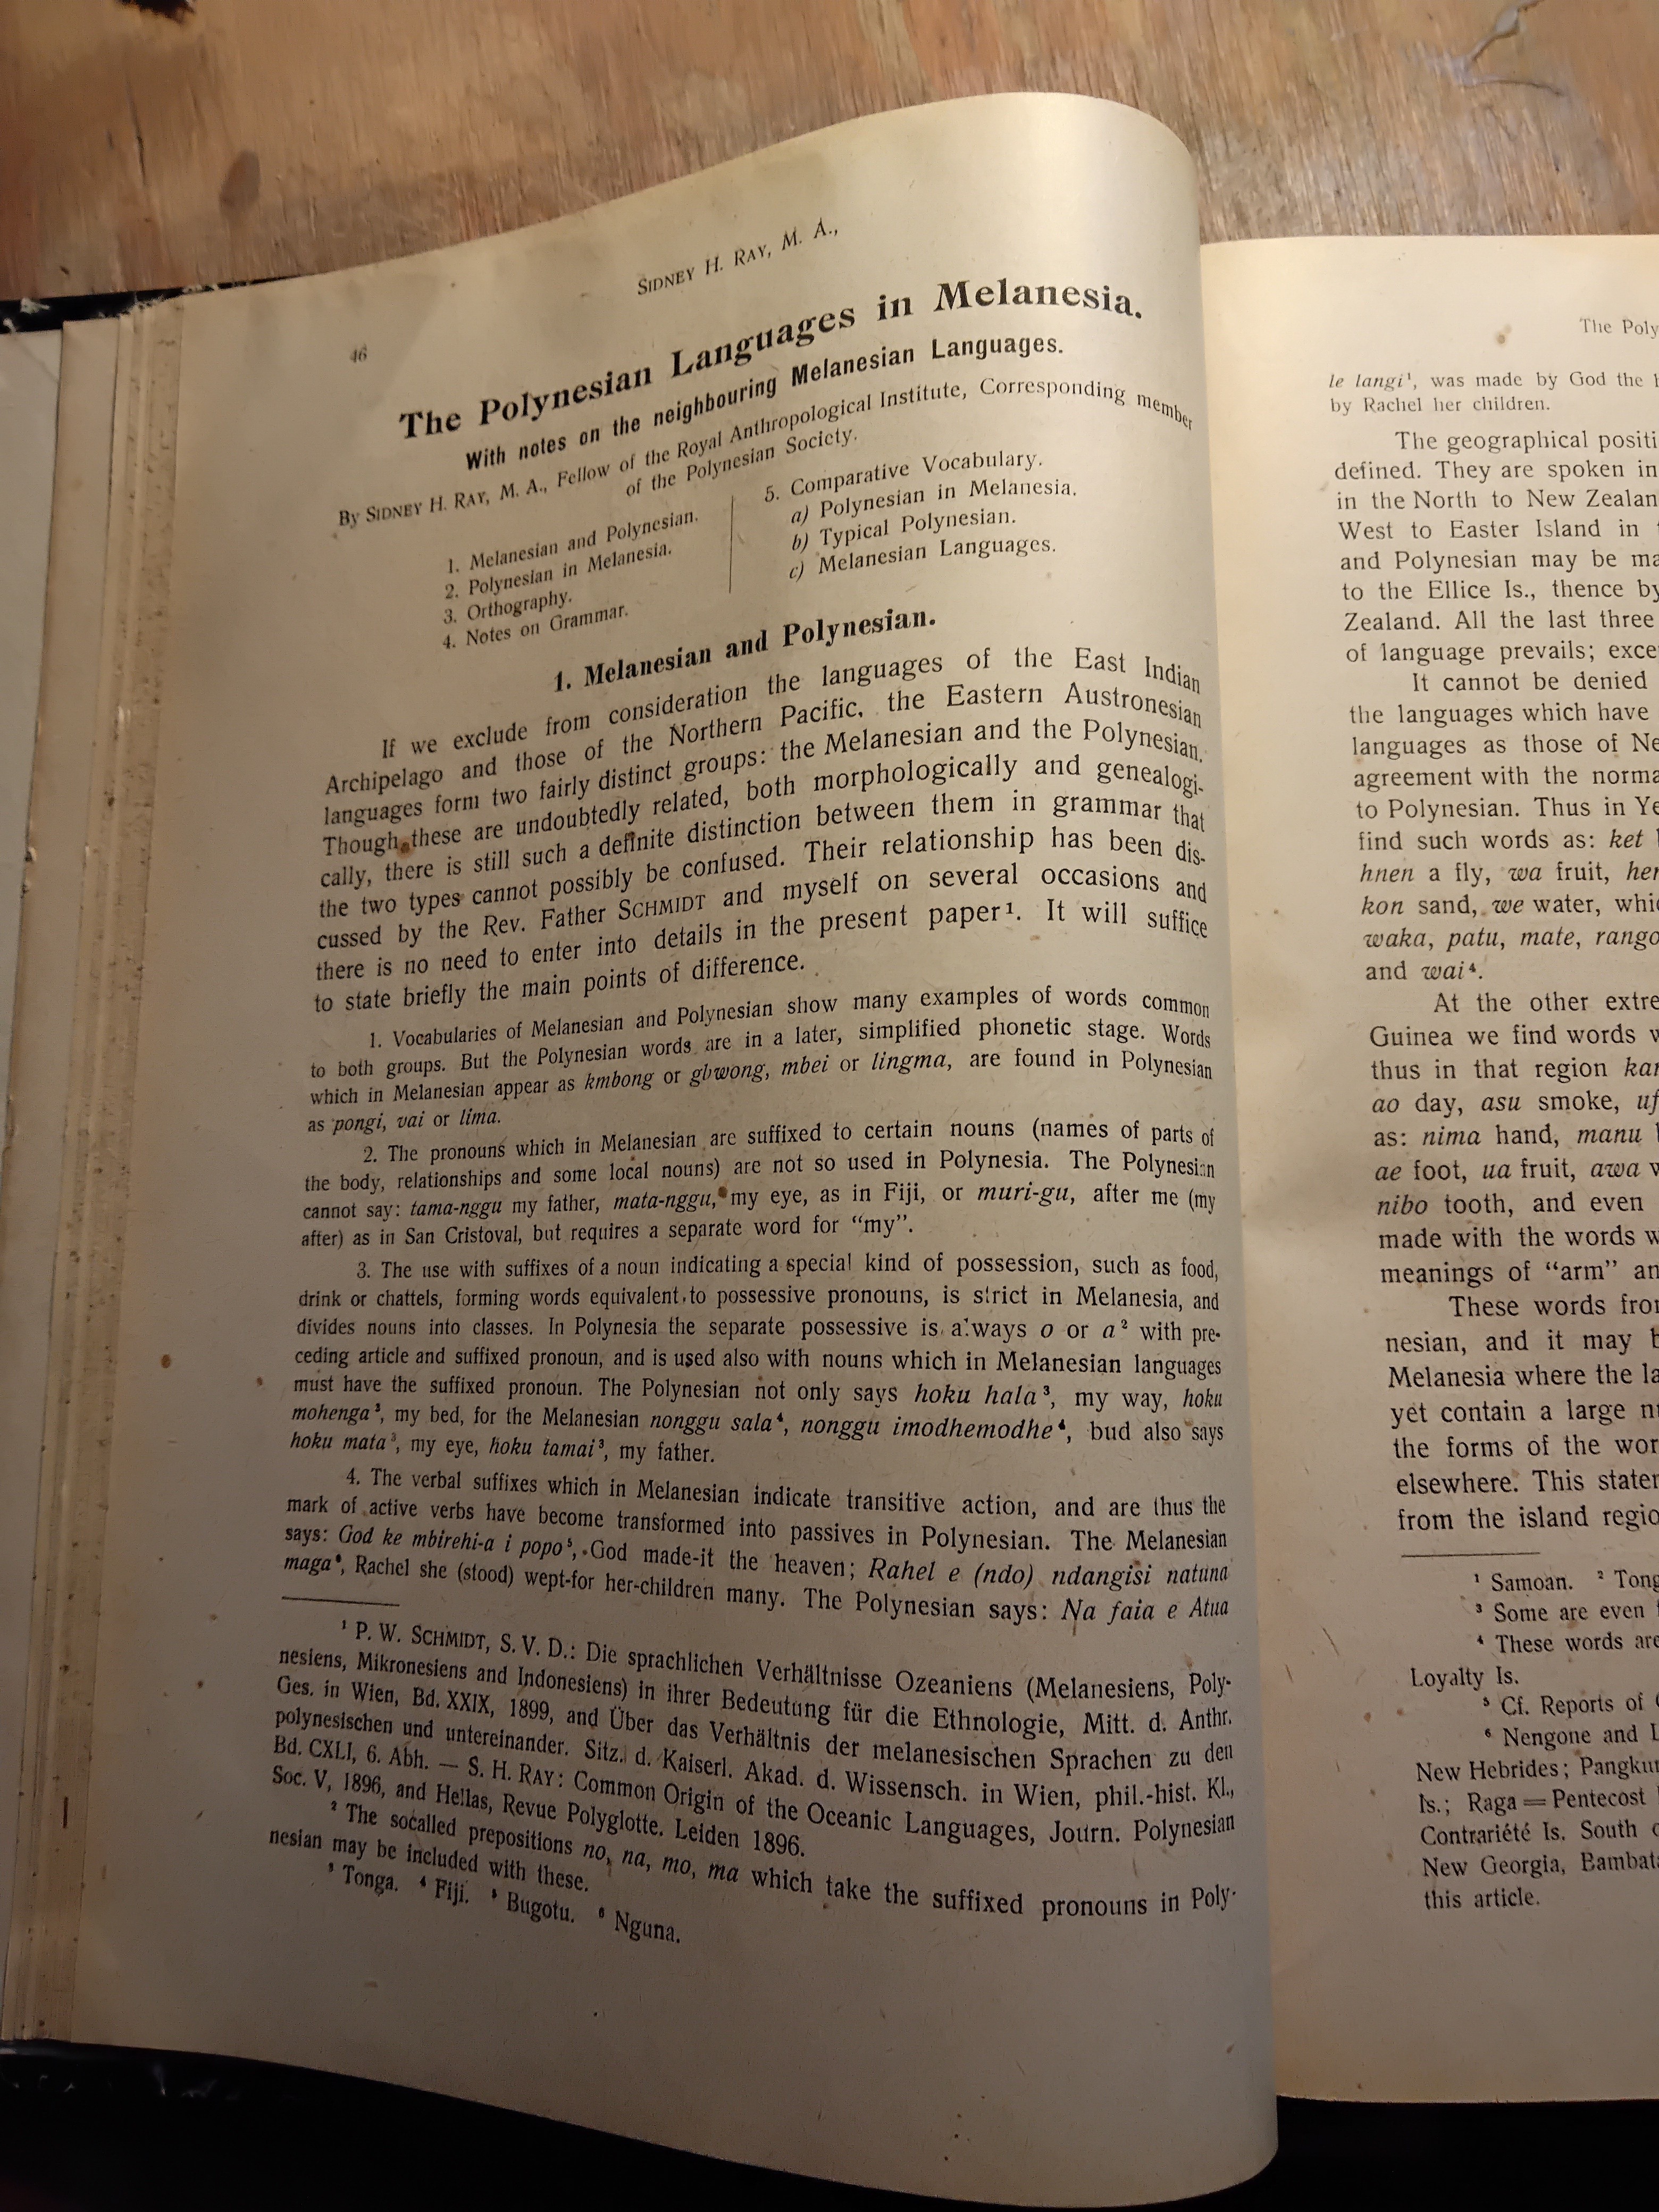 46
SIDNEY H. RAY, M. A.,
The Polynesian Languages in Melanesia.
With notes on the neighbouring Melanesian Languages.
By SIDNEY H. RAY, M. A., Fellow of the Royal Anthropological Institute, Corresponding member
of the Polynesian Society.
1. Melanesian and Polynesian.
2. Polynesian in Melanesia.
3. Orthography.
4. Notes on Grammar.
5. Comparative Vocabulary.
a) Polynesian in Melanesia.
b) Typical Polynesian.
c) Melanesian Languages.
1. Melanesian and Polynesian.
If we exclude from consideration the languages of the East Indian
Archipelago and those of the Northern Pacific, the Eastern Austronesian
languages form two fairly distinct groups: the Melanesian and the Polynesian.
Though these are undoubtedly related, both morphologically and genealogi-
cally, there is still such a definite distinction between them in grammar that
the two types cannot possibly be confused. Their relationship has been dis-
cussed by the Rev. Father SCHMIDT and myself on several occasions and
there is no need to enter into details in the present paper¹. It will suffice
to state briefly the main points of difference.
1. Vocabularies of Melanesian and Polynesian show many examples of words common
to both groups. But the Polynesian words are in a later, simplified phonetic stage. Words
which in Melanesian appear as kmbong or gbwong, mbei or lingma, are found in Polynesian
as pongi, vai or lima.
2. The pronouns which in Melanesian are suffixed to certain nouns (names of parts of
the body, relationships and some local nouns) are not so used in Polynesia. The Polynesian
cannot say: tama-nggu my father, mata-nggu, my eye, as in Fiji, or muri-gu, after me (my
after) as in San Cristoval, but requires a separate word for “my”.
3. The use with suffixes of a noun indicating a special kind of possession, such as food,
drink or chattels, forming words equivalent to possessive pronouns, is strict in Melanesia, and
divides nouns into classes. In Polynesia the separate possessive is always o or a² with pre-
ceding article and suffixed pronoun, and is used also with nouns which in Melanesian languages
must have the suffixed pronoun. The Polynesian not only says hoku hala³, my way, hoku
mohenga³, my bed, for the Melanesian nonggu sala⁴, nonggu imodhemodhe⁴, bud also says
hoku mata³, my eye, hoku tamai³, my father.
4. The verbal suffixes which in Melanesian indicate transitive action, and are thus the
mark of active verbs have become transformed into passives in Polynesian. The Melanesian
says: God ke mbirehi-a i popo⁵, God made-it the heaven; Rahel e (ndo) ndangisi natuna
maga⁶, Rachel she (stood) wept-for her-children many. The Polynesian says: Na faia e Atua
¹ P. W. SCHMIDT, S. V. D.: Die sprachlichen Verhältnisse Ozeaniens (Melanesiens, Poly-
nesiens, Mikronesiens and Indonesiens) in ihrer Bedeutung für die Ethnologie, Mitt. d. Anthr.
Ges. in Wien, Bd. XXIX, 1899, and Über das Verhältnis der melanesischen Sprachen zu den
polynesischen und untereinander. Sitz. d. Kaiserl. Akad. d. Wissensch. in Wien, phil.-hist. Kl.,
Bd. CXLI, 6. Abh. — S. H. RAY: Common Origin of the Oceanic Languages, Journ. Polynesian
Soc. V, 1896, and Hellas, Revue Polyglotte. Leiden 1896.
² The socalled prepositions no, na, mo, ma which take the suffixed pronouns in Poly-
nesian may be included with these.
³ Tonga. ⁴ Fiji. ⁵ Bugotu. ⁶ Nguna.
The Poly
le langi¹, was made by God the
by Rachel her children.
The geographical positi
defined. They are spoken in
in the North to New Zealan
West to Easter Island in
and Polynesian may be ma
to the Ellice Is., thence by
Zealand. All the last three
of language prevails; exce
It cannot be denied
the languages which have
languages as those of Ne
agreement with the norma
to Polynesian. Thus in Ye
find such words as: ket
hnen a fly, wa fruit, her
kon sand, we water, whic
waka, patu, mate, rango
and wai⁴.
At the other extre
Guinea we find words w
thus in that region kar
ao day, asu smoke, uf
as: nima hand, manu
ae foot, ua fruit, awa
nibo tooth, and even
made with the words w
meanings of “arm” an
These words from
nesian, and it may b
Melanesia where the la
yet contain a large nu
the forms of the wor
elsewhere. This staten
from the island regio
¹ Samoan. ² Tong
³ Some are even
⁴ These words are
Loyalty Is.
⁵ Cf. Reports of
⁶ Nengone and L
New Hebrides; Pangkum
Is.; Raga = Pentecost
Contrariété Is. South
New Georgia, Bambata
this article.